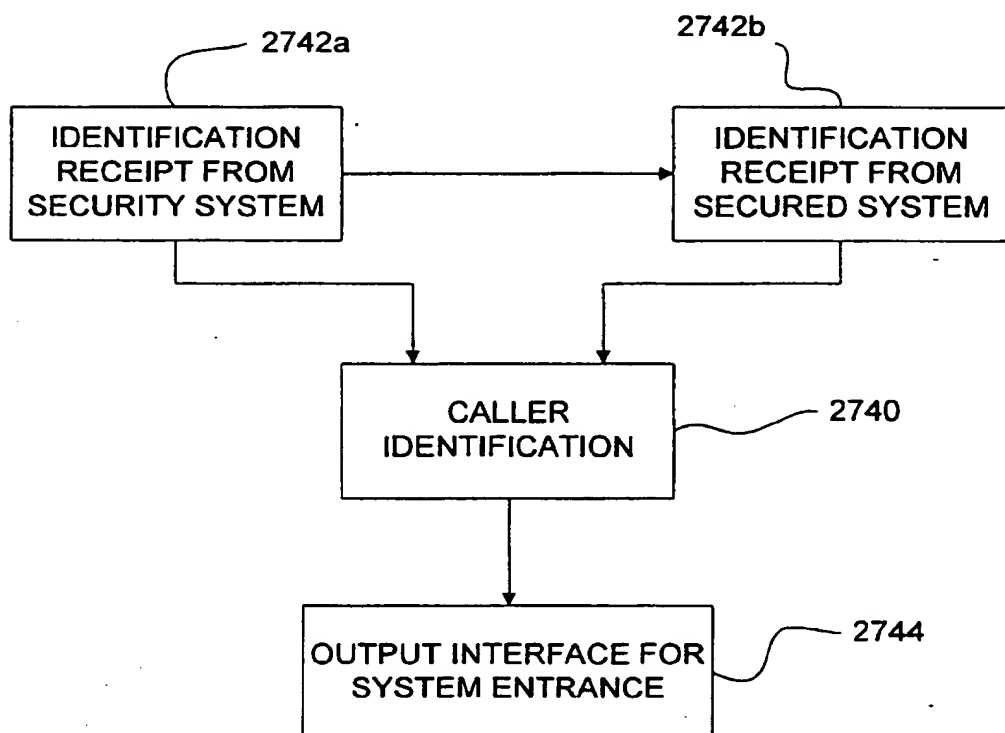 2742a
2742b
IDENTIFICATION
RECEIPT FROM
SECURITY SYSTEM
IDENTIFICATION
RECEIPT FROM
SECURED SYSTEM
CALLER
IDENTIFICATION
2740
OUTPUT INTERFACE FOR
SYSTEM ENTRANCE
2744